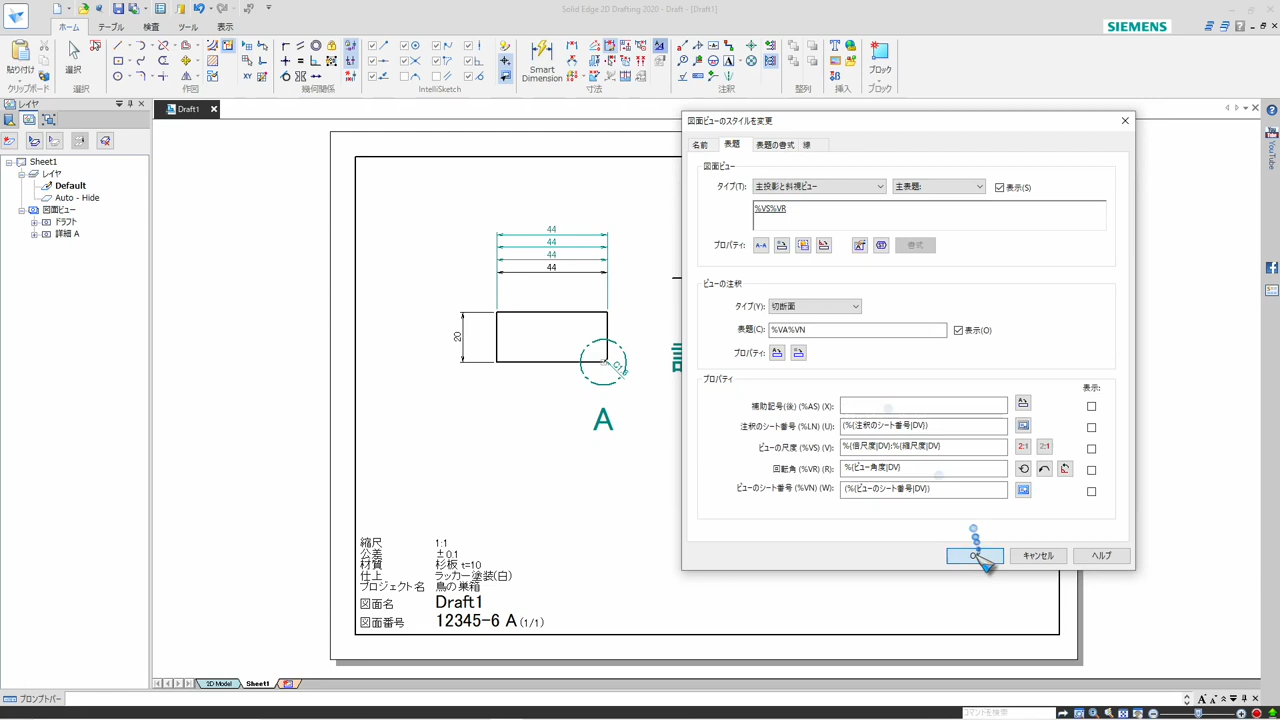 Solid Edge 2D Drafting 2020 - Draft - [Draft1]
ホーム テーブル 検査 ツール 表示
SIEMENS
貼り付け
選択
Smart
Dimension
ブロック
クリップボード 選択 作図 幾何関係 IntelliSketch 寸法 注釈 整列 挿入 ブロック
レイヤ
Draft1
Sheet1
レイヤ
Default
Auto - Hide
図面ビュー
ドラフト
詳細 A
44
44
44
44
20
A
縮尺 1:1
公差 ±0.1
材質 杉板 t=10
仕上 ラッカー塗装(白)
プロジェクト名 鳥の巣箱
図面名 Draft1
図面番号 12345-6 A (1/1)
図面ビューのスタイルを変更
名前 表題 表題の書式 線
図面ビュー
タイプ(T): 主投影と斜視ビュー 主表題: 表示(S)
%VS%VR
プロパティ: 書式
ビューの注釈
タイプ(Y): 切断面
表題(C): %VA%VN 表示(O)
プロパティ:
プロパティ
表示:
補助記号(後) (%AS) (X):
注釈のシート番号 (%LN) (U): (%{注釈のシート番号|DV})
ビューの尺度 (%VS) (V): %{倍尺度|DV}:%{縮尺度|DV}
回転角 (%VR) (R): %{ビュー角度|DV}
ビューのシート番号 (%VN) (W): (%{ビューのシート番号|DV})
OK キャンセル ヘルプ
YouTube
2D Model Sheet1
プロンプトバー
コマンドを検索